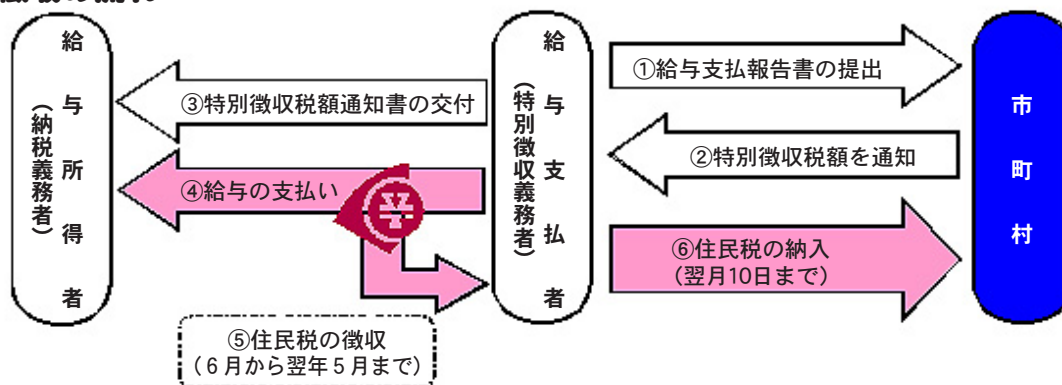 給与所得者
（納税義務者）
給与支払者
（特別徴収義務者）
市町村
①給与支払報告書の提出
②特別徴収税額を通知
③特別徴収税額通知書の交付
④給与の支払い
⑤住民税の徴収
（６月から翌年５月まで）
⑥住民税の納入
（翌月10日まで）